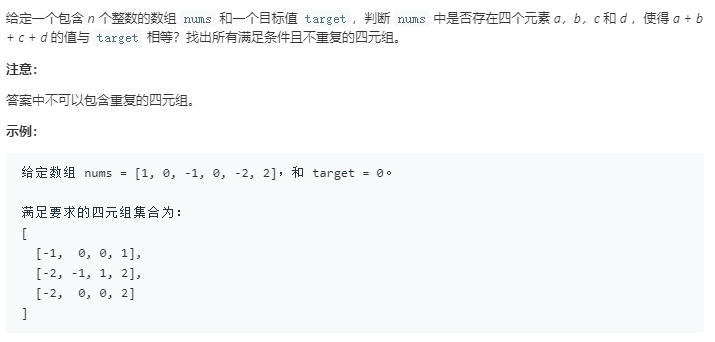 给定一个包含 n 个整数的数组 nums 和一个目标值 target，判断 nums 中是否存在四个元素 a，b，c 和 d ，使得 a + b
+ c + d 的值与 target 相等？找出所有满足条件且不重复的四元组。
注意：
答案中不可以包含重复的四元组。
示例：
给定数组 nums = [1, 0, -1, 0, -2, 2]，和 target = 0。
满足要求的四元组集合为：
[
[-1, 0, 0, 1],
[-2, -1, 1, 2],
[-2, 0, 0, 2]
]